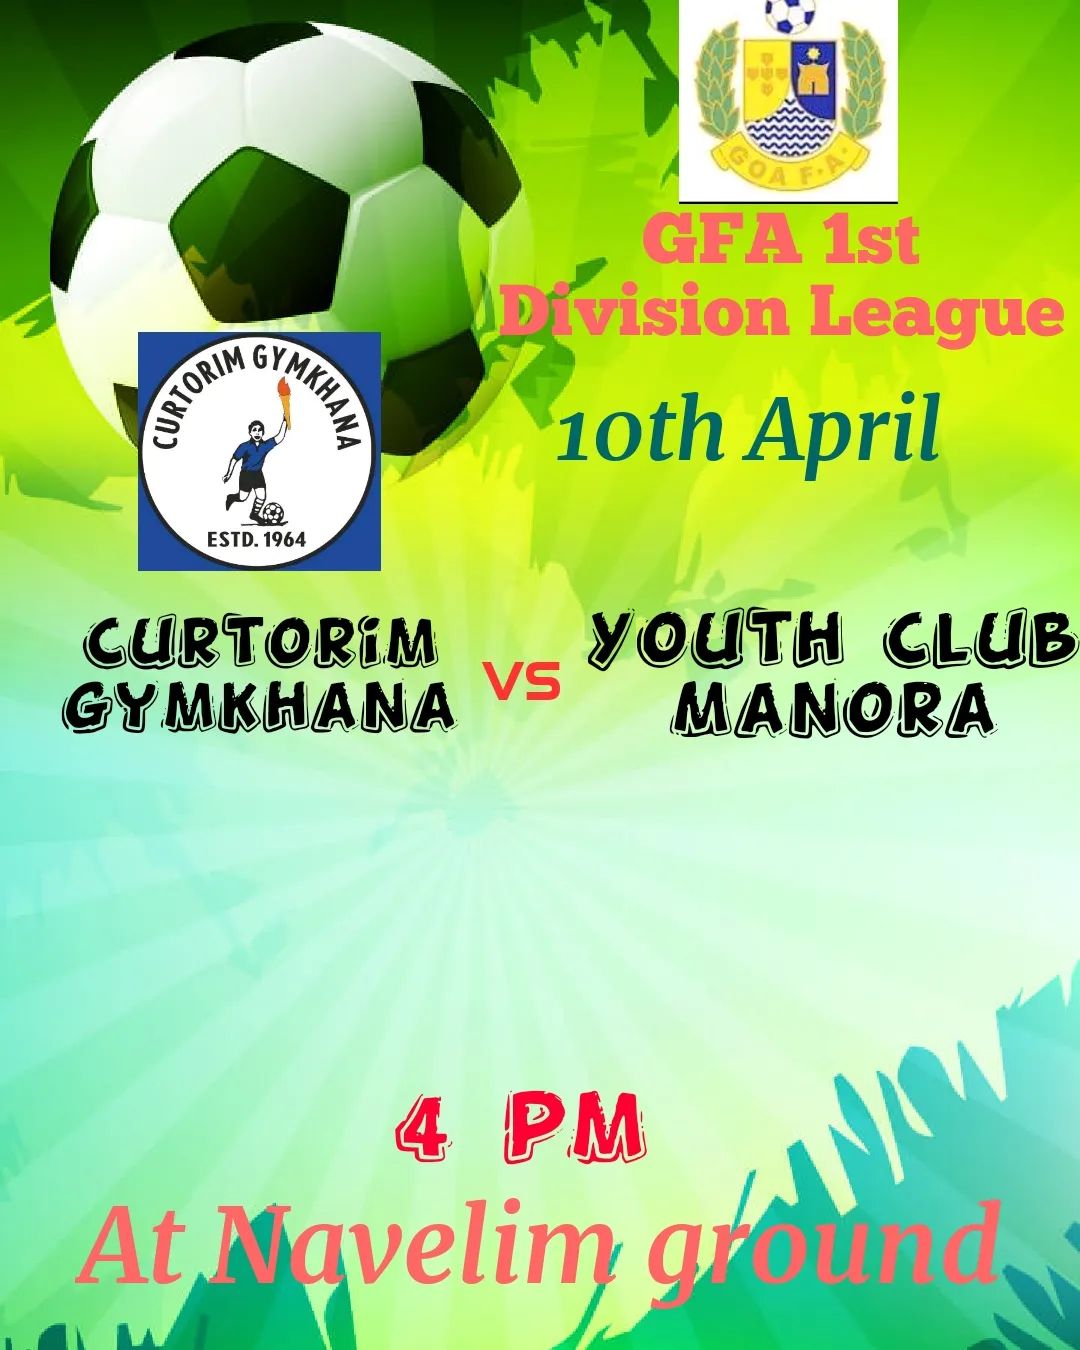 GOA F.A.
GFA 1st
Division League
10th April
CURTORIM GYMKHANA
ESTD. 1964
CURTORIM
GYMKHANA
VS
YOUTH CLUB
MANORA
4 PM
At Navelim ground